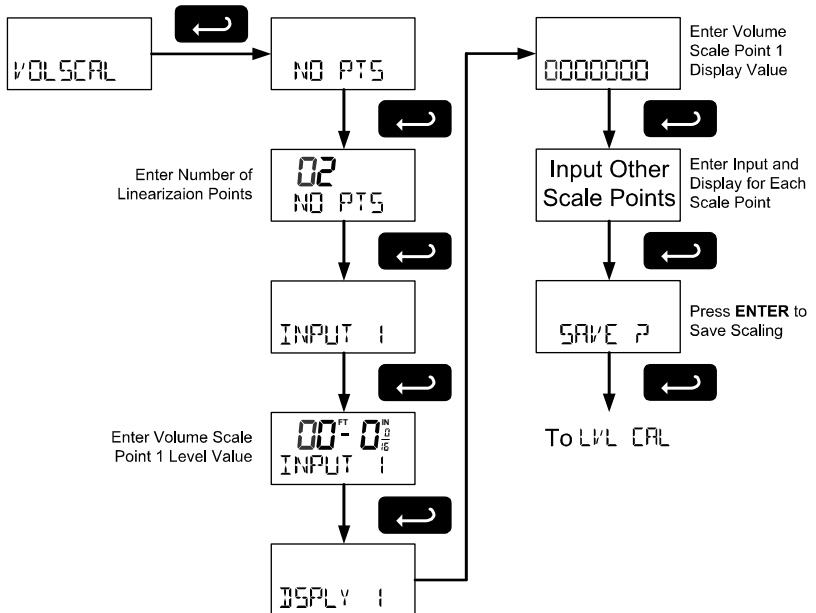 VOLSCAL
NO PTS
Enter Number of
Linearizaion Points
02
NO PTS
INPUT 1
Enter Volume Scale
Point 1 Level Value
00 FT - 0 IN 0/16
INPUT 1
DSPLY 1
0000000
Enter Volume
Scale Point 1
Display Value
Input Other
Scale Points
Enter Input and
Display for Each
Scale Point
SAVE ?
Press ENTER to
Save Scaling
To LVL CAL